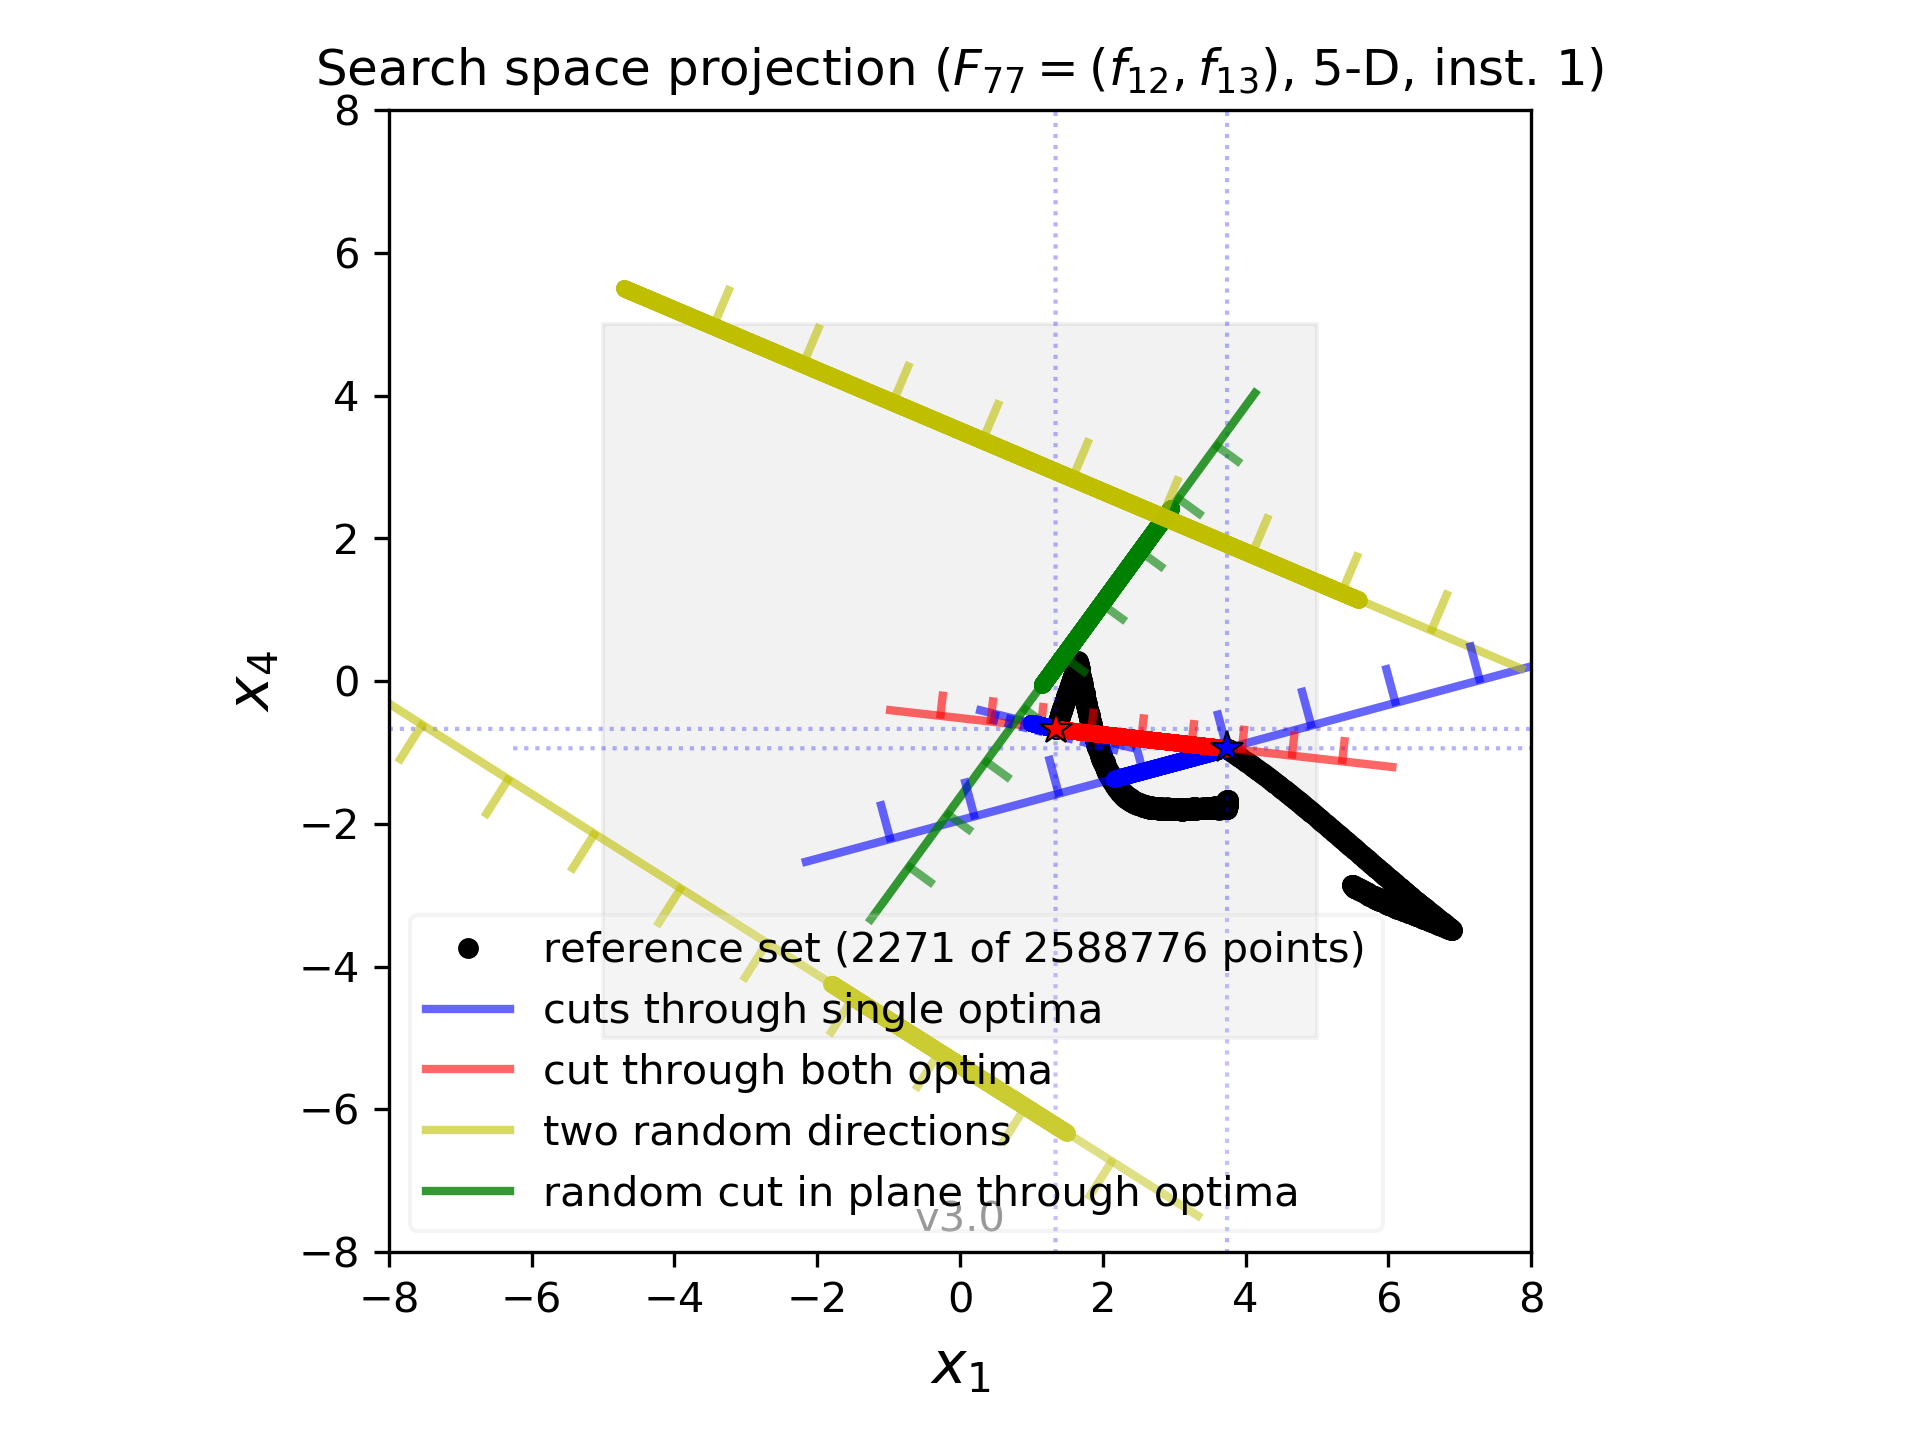 Search space projection (F77 = (f12, f13), 5-D, inst. 1)
8
6
4
2
0
−2
−4
−6
−8
x4
reference set (2271 of 2588776 points)
cuts through single optima
cut through both optima
two random directions
random cut in plane through optima
v3.0
−8 −6 −4 −2 0 2 4 6 8
x1